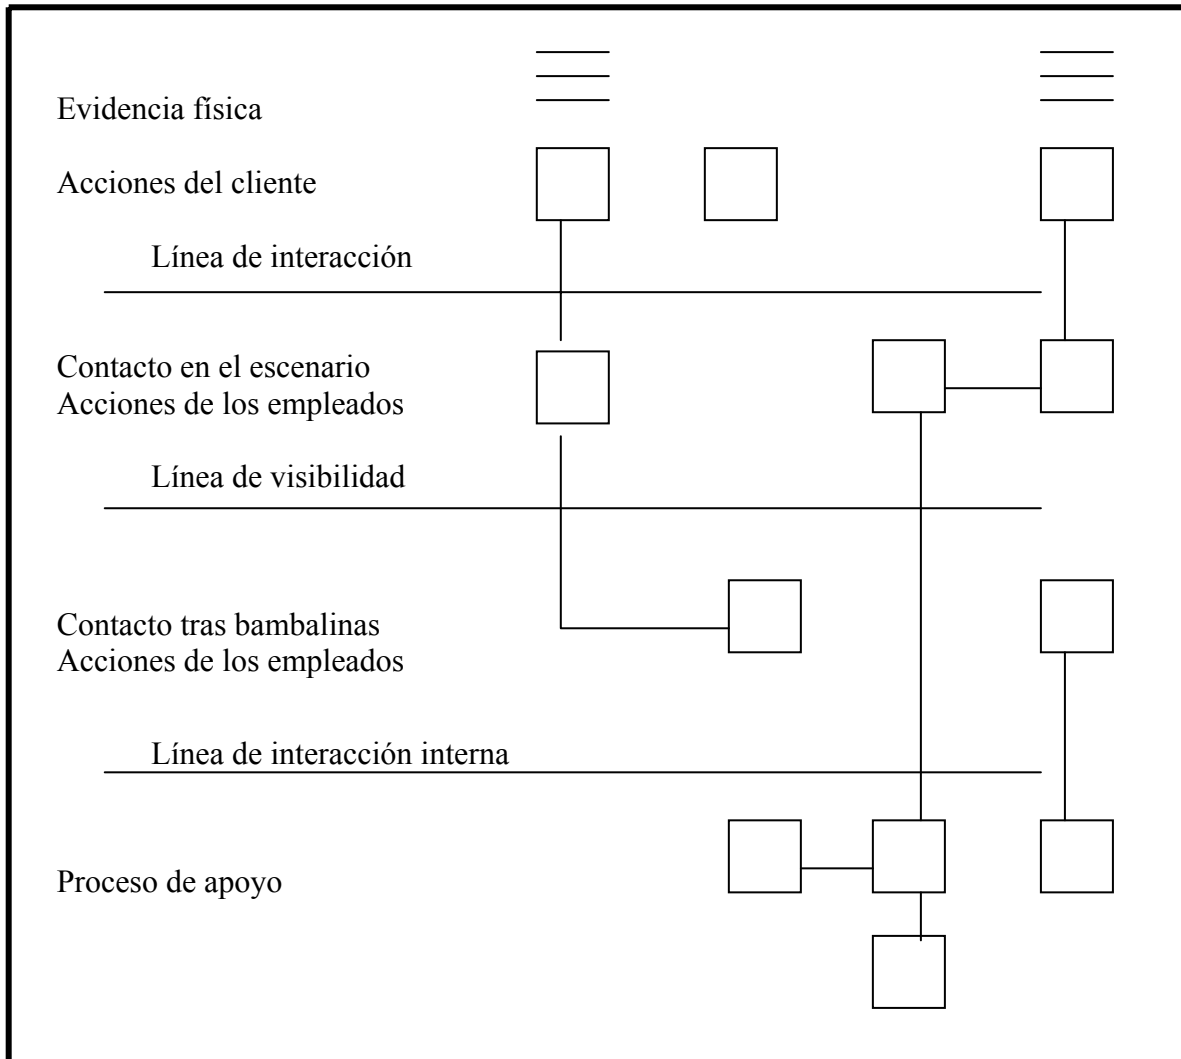 Evidencia física
Acciones del cliente
Línea de interacción
Contacto en el escenario
Acciones de los empleados
Línea de visibilidad
Contacto tras bambalinas
Acciones de los empleados
Línea de interacción interna
Proceso de apoyo